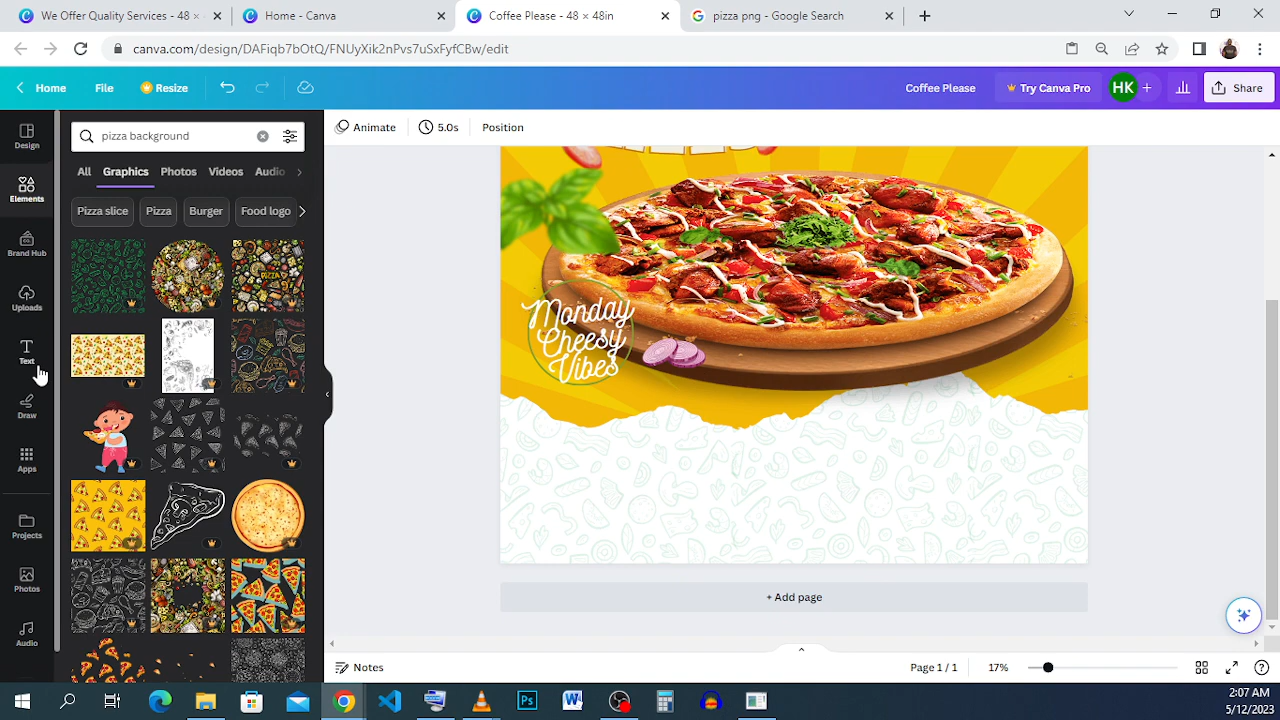 We Offer Quality Services - 48 ×
Home - Canva
Coffee Please - 48 × 48in
pizza png - Google Search
canva.com/design/DAFiqb7bOtQ/FNUyXik2nPvs7uSxFyfCBw/edit
Home
File
Resize
Coffee Please
Try Canva Pro
HK
Share
Design
Elements
Brand Hub
Uploads
Text
Draw
Apps
Projects
Photos
Audio
pizza background
All
Graphics
Photos
Videos
Audio
Pizza slice
Pizza
Burger
Food logo
PIZZA
Animate
5.0s
Position
Monday
Cheesy
Vibes
+ Add page
Notes
Page 1 / 1
17%
Ps
W
2:07 AM
5/12/2023